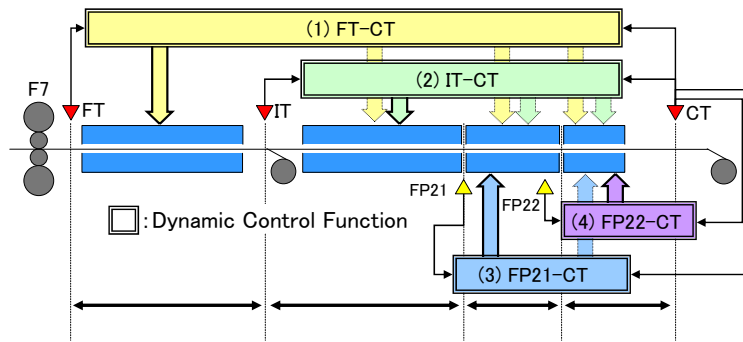 (1) FT-CT
(2) IT-CT
F7
FT
IT
CT
FP21
FP22
(4) FP22-CT
: Dynamic Control Function
(3) FP21-CT